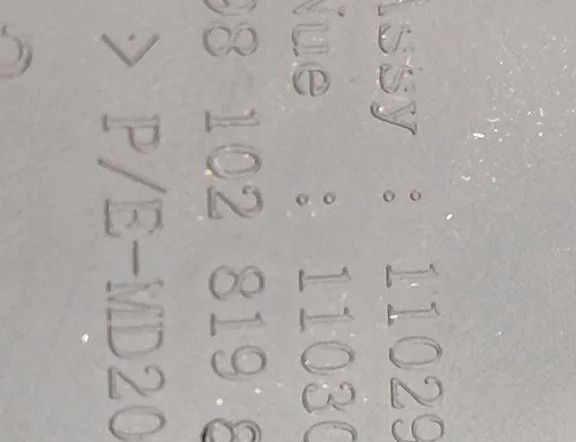 Assy : 11029
ue : 1103
8 102 819 8
> P/E-MD20